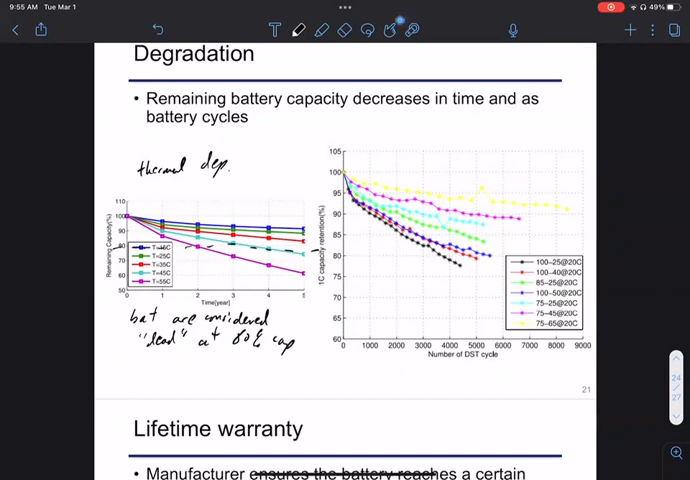 9:55 AM Tue Mar 1
49%
Degradation
• Remaining battery capacity decreases in time and as
battery cycles
thermal dep.
110
100
90
80
70
60
50
0 1 2 3 4 5
Remaining Capacity(%)
Time[year]
T=15C
T=25C
T=35C
T=45C
T=55C
bat are considered
"dead" at 80% cap
105
100
95
90
85
80
75
70
65
60
0 1000 2000 3000 4000 5000 6000 7000 8000 9000
1C capacity retention(%)
Number of DST cycle
100-25@20C
100-40@20C
85-25@20C
100-50@20C
75-25@20C
75-45@20C
75-65@20C
21
24
27
Lifetime warranty
• Manufacturer ensures the battery reaches a certain